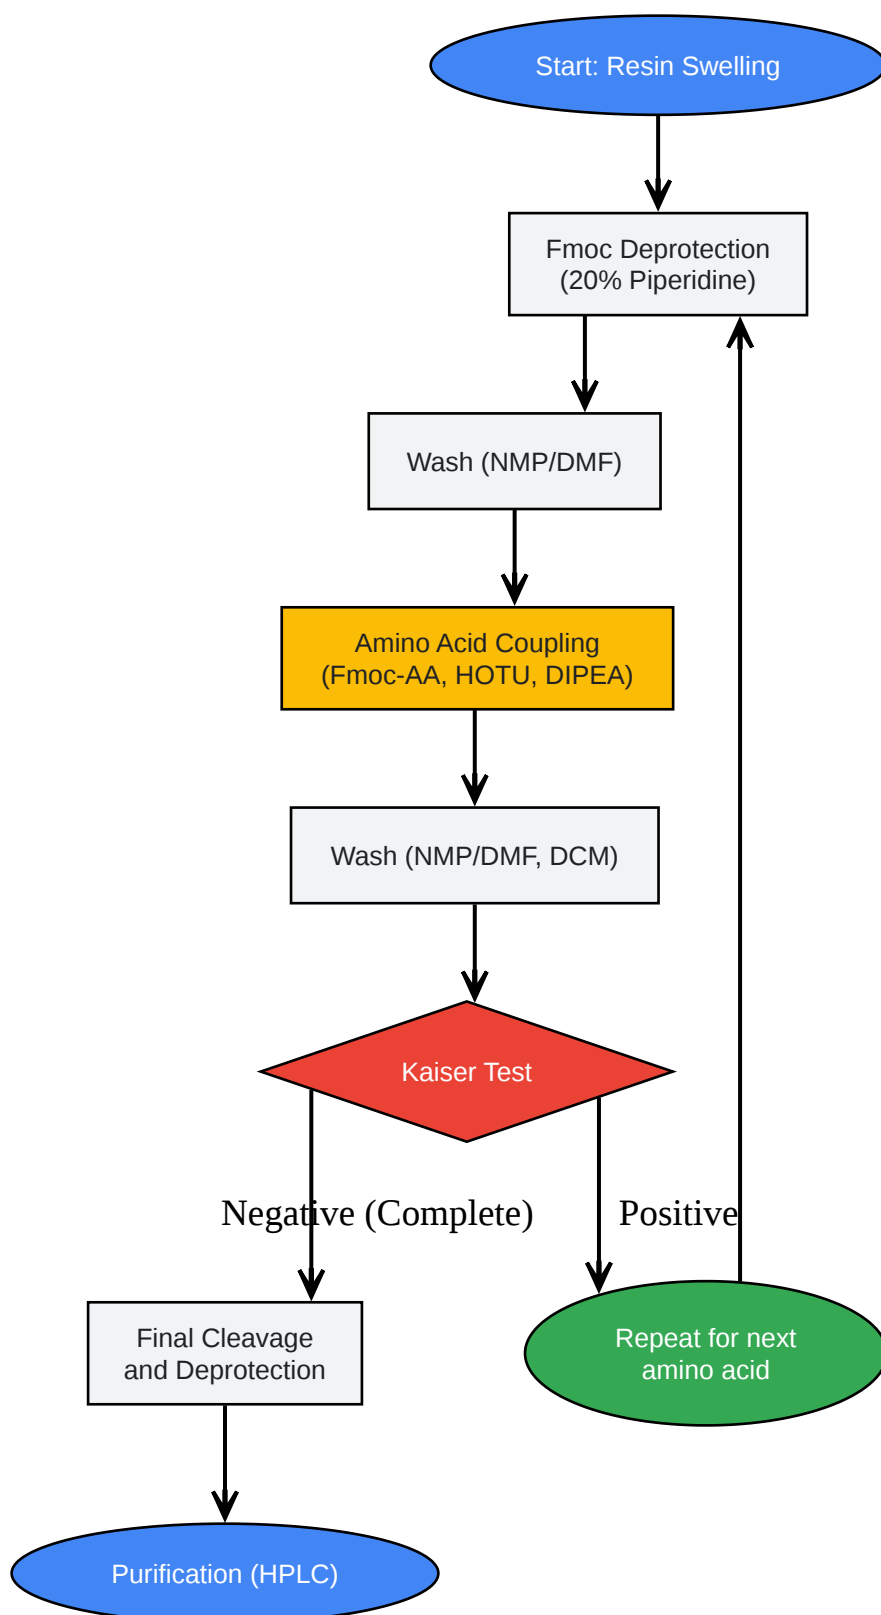 Start: Resin Swelling
Fmoc Deprotection
(20% Piperidine)
Wash (NMP/DMF)
Amino Acid Coupling
(Fmoc-AA, HOTU, DIPEA)
Wash (NMP/DMF, DCM)
Kaiser Test
Negative (Complete)
Positive
Final Cleavage
and Deprotection
Repeat for next
amino acid
Purification (HPLC)